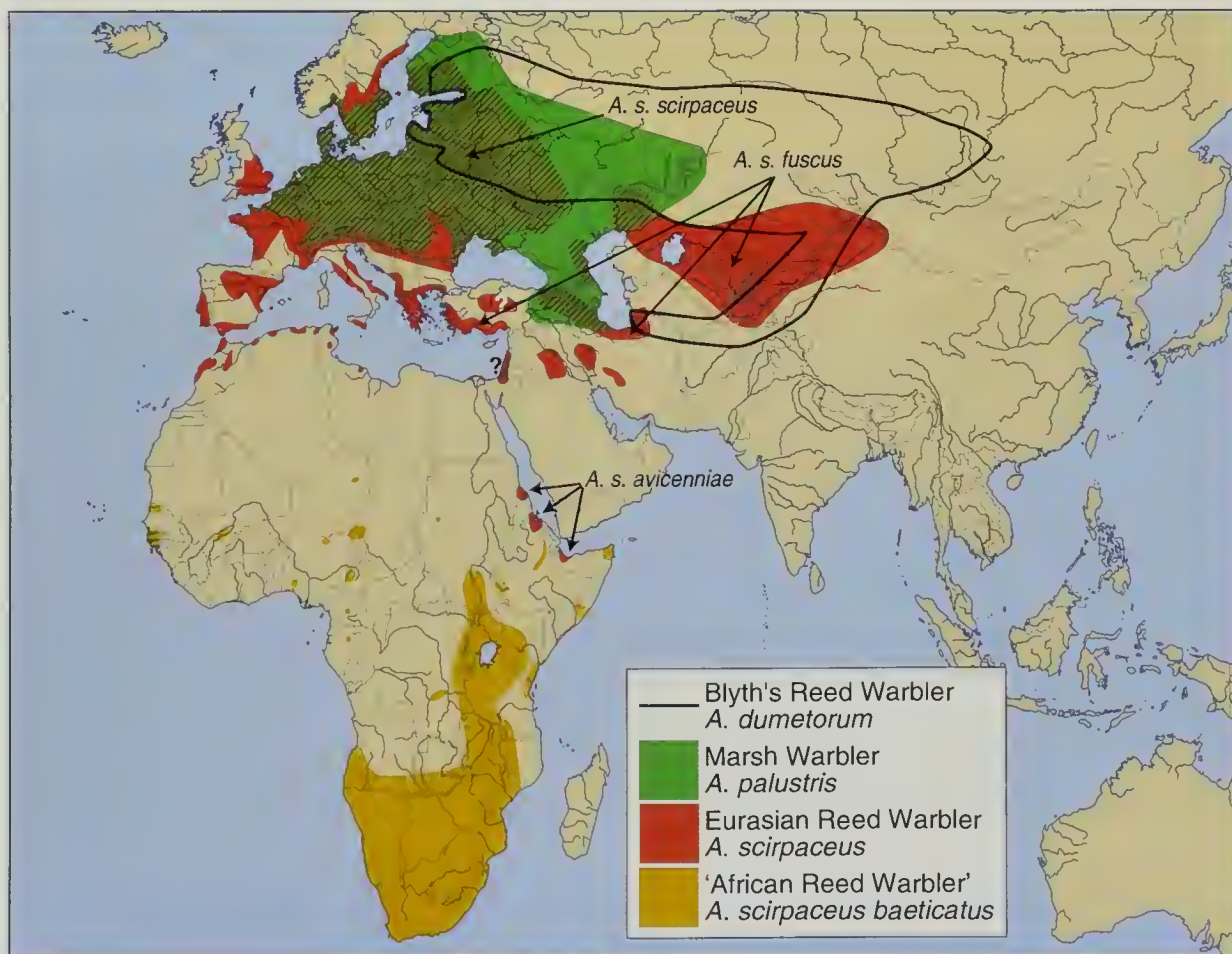 A. s. scirpaceus
A. s. fuscus
?
A. s. avicenniae
Blyth's Reed Warbler
A. dumetorum
Marsh Warbler
A. palustris
Eurasian Reed Warbler
A. scirpaceus
'African Reed Warbler'
A. scirpaceus baeticatus